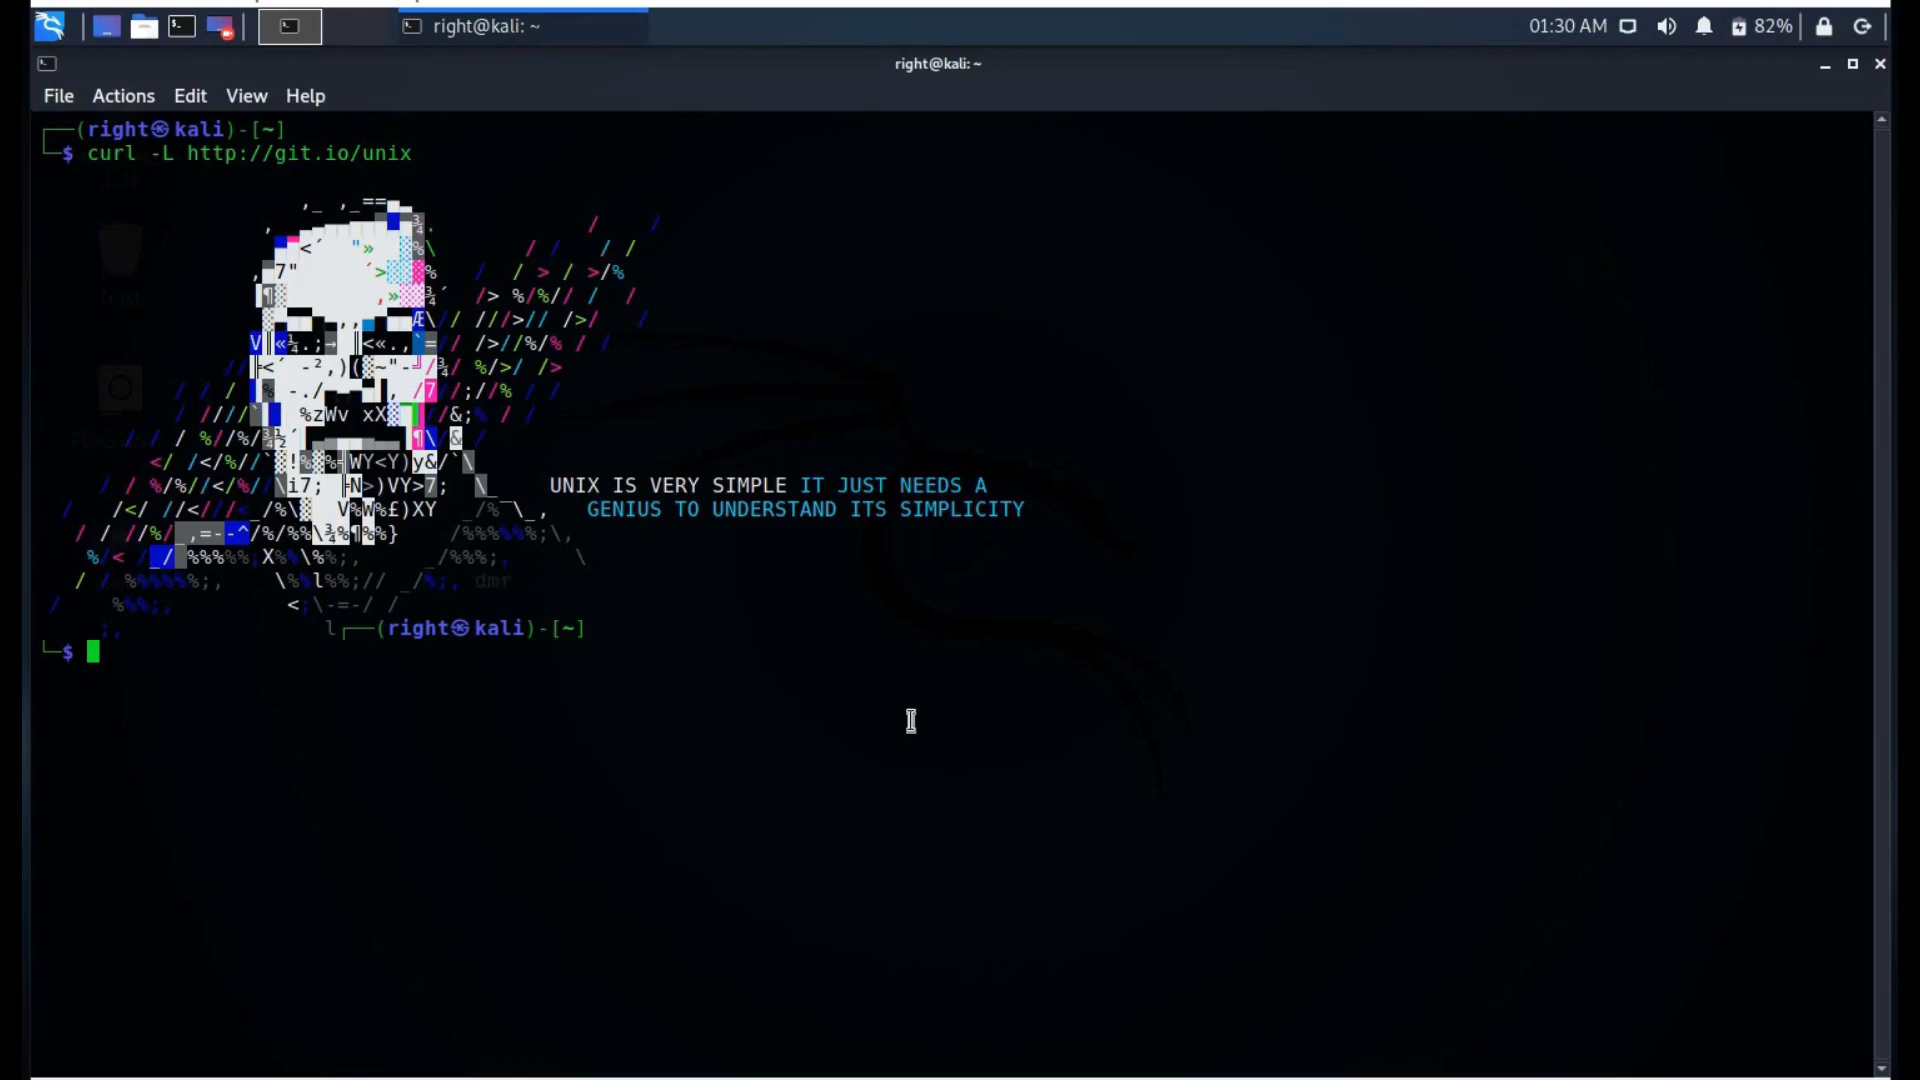 right@kali: ~
01:30 AM
82%
right@kali: ~
File Actions Edit View Help
┌──(right㉿kali)-[~]
└─$ curl -L http://git.io/unix
UNIX IS VERY SIMPLE IT JUST NEEDS A
GENIUS TO UNDERSTAND ITS SIMPLICITY
dmr
┌──(right㉿kali)-[~]
└─$